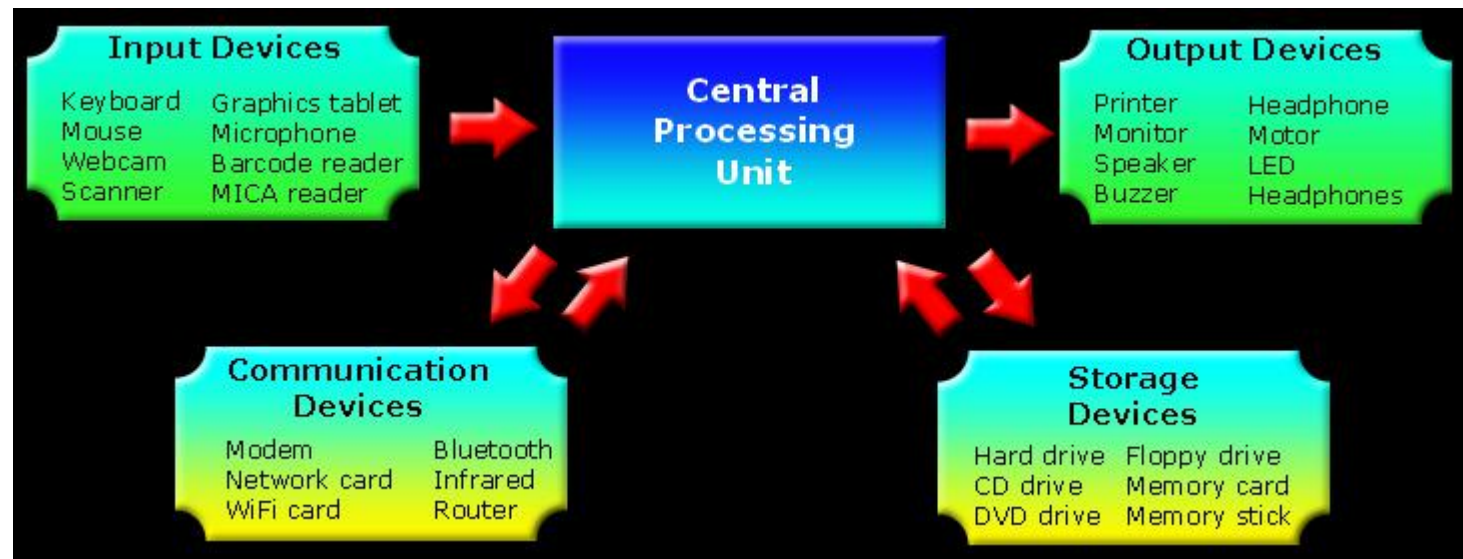 Input Devices
Keyboard Graphics tablet
Mouse Microphone
Webcam Barcode reader
Scanner MICA reader
Central
Processing
Unit
Output Devices
Printer Headphone
Monitor Motor
Speaker LED
Buzzer Headphones
Communication
Devices
Modem Bluetooth
Network card Infrared
WiFi card Router
Storage
Devices
Hard drive Floppy drive
CD drive Memory card
DVD drive Memory stick